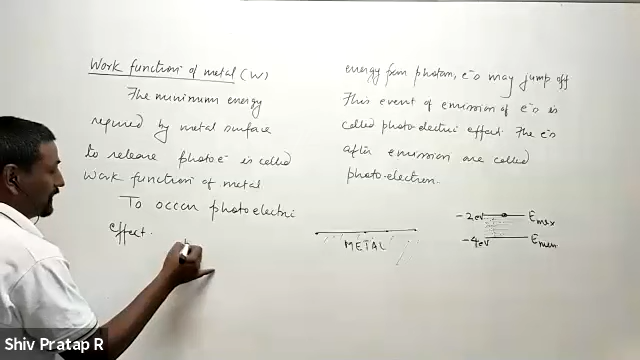 Work function of metal (W)
The minimum energy
required by metal surface
to release photo e⁻ is called
work function of metal
To occur photoelectric
effect.
energy from photon, e⁻s may jump off
This event of emission of e⁻s is
called photo-electric effect. The e⁻s
after emission are called
photo-electron.
-2eV Emax
-4eV Emin
METAL
Shiv Pratap R